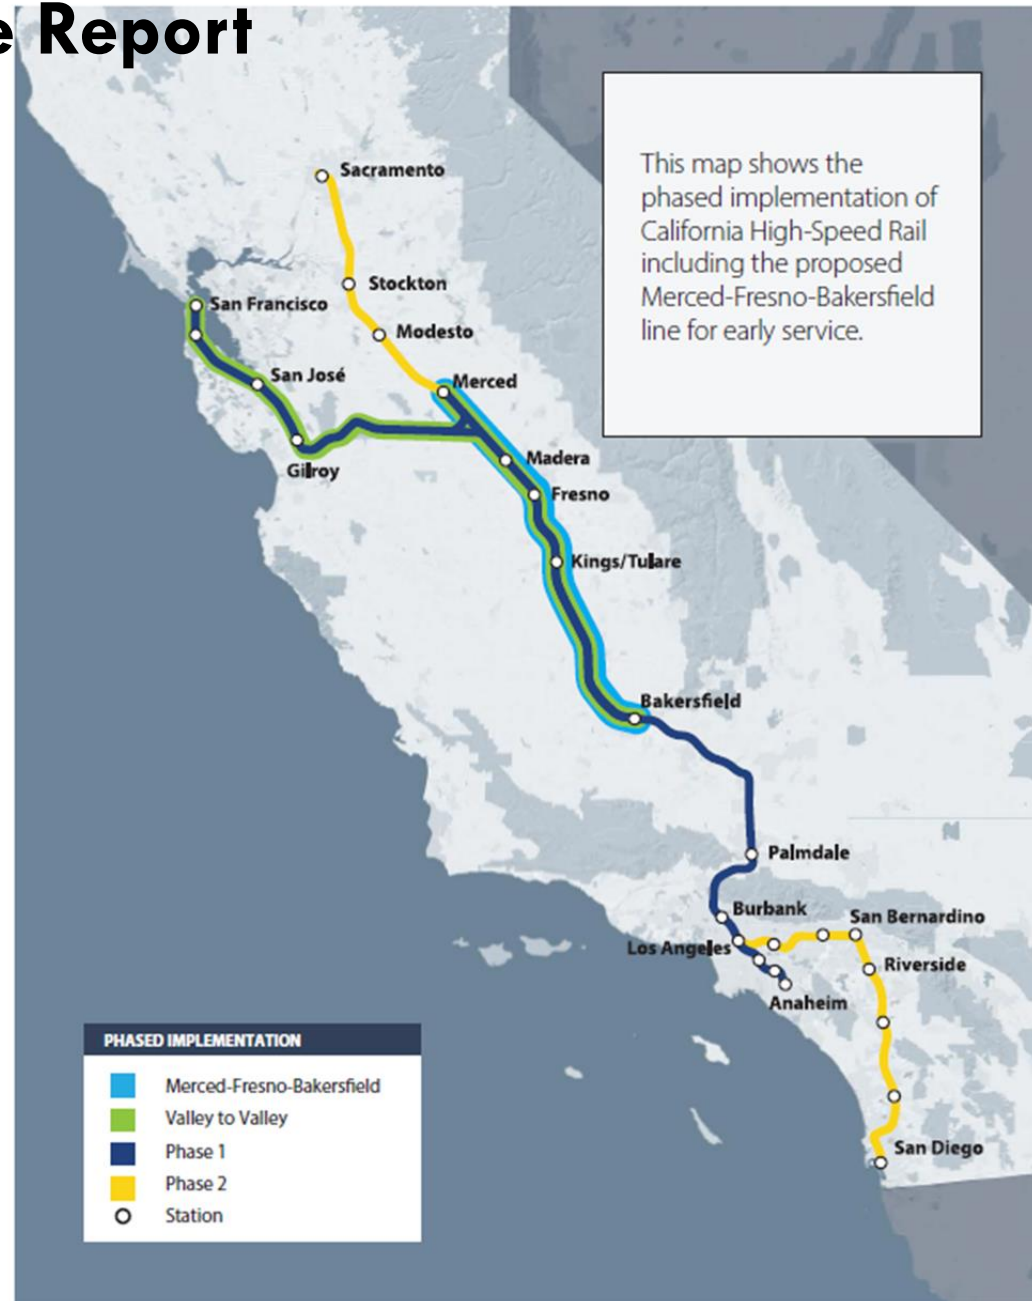 e Report
This map shows the
phased implementation of
California High-Speed Rail
including the proposed
Merced-Fresno-Bakersfield
line for early service.
Sacramento
Stockton
San Francisco
Modesto
San José
Merced
Gilroy
Madera
Fresno
Kings/Tulare
Bakersfield
Palmdale
Burbank
San Bernardino
Los Angeles
Riverside
Anaheim
San Diego
PHASED IMPLEMENTATION
Merced-Fresno-Bakersfield
Valley to Valley
Phase 1
Phase 2
Station